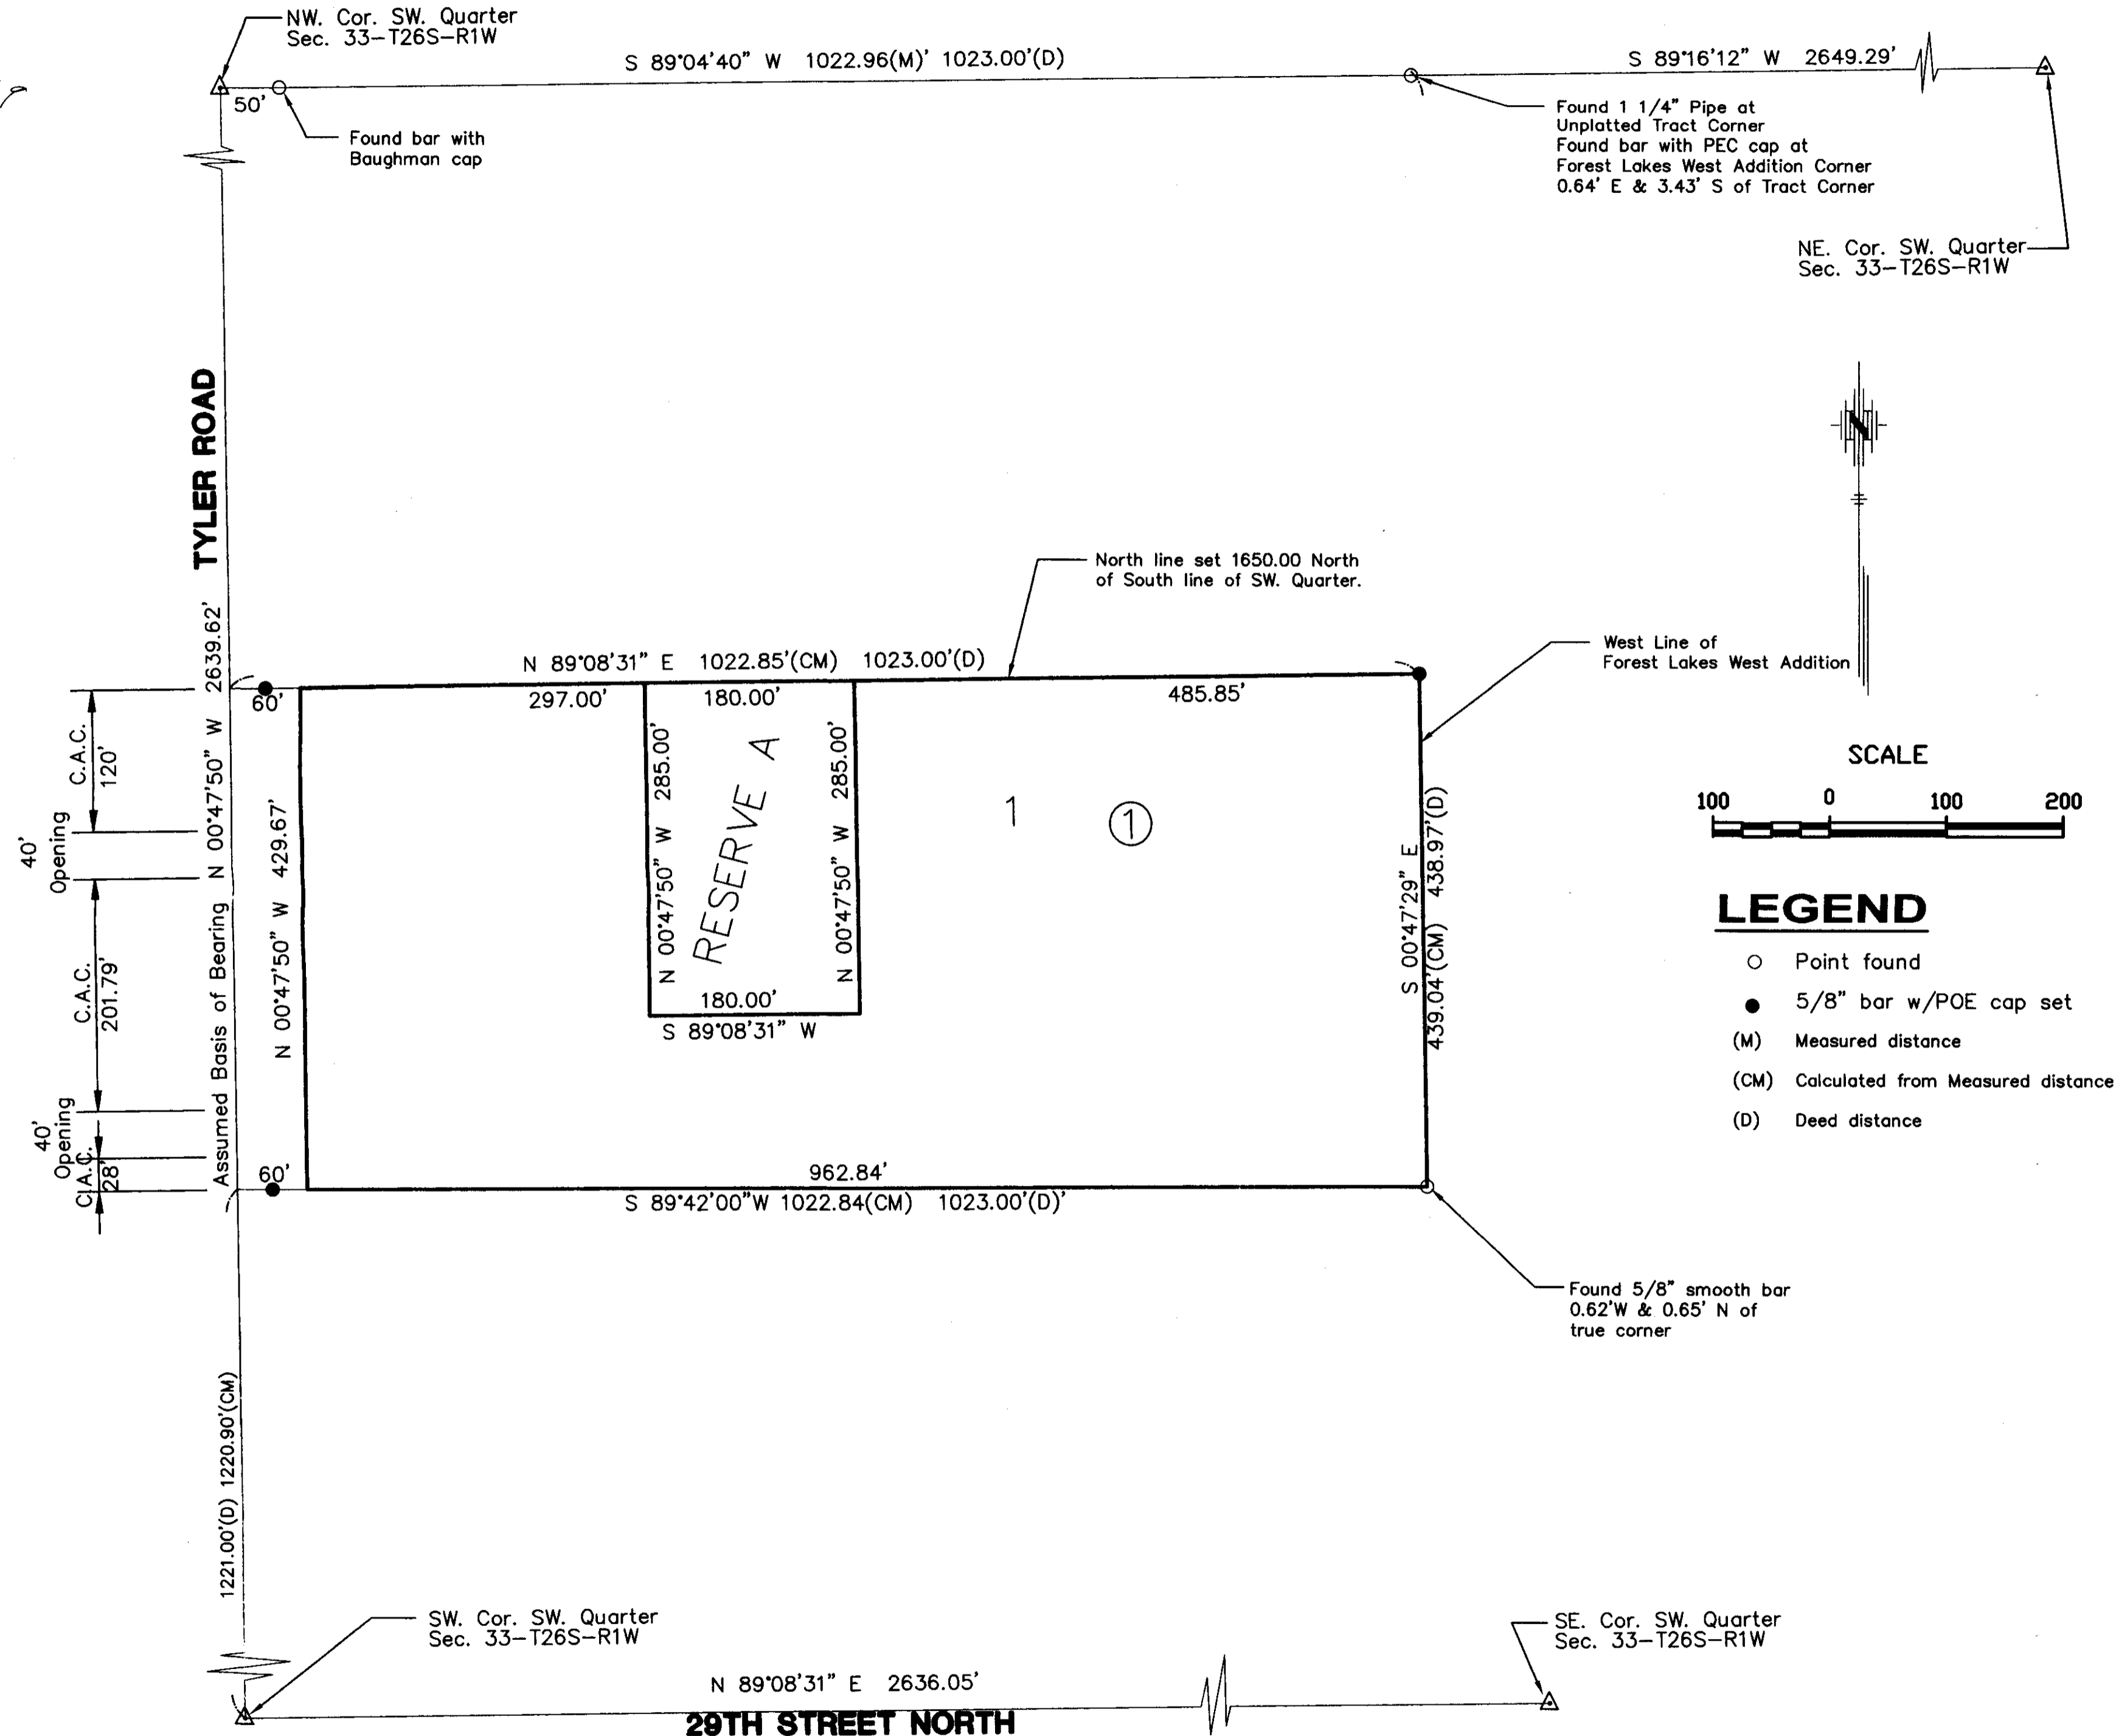 NW. Cor. SW. Quarter
Sec. 33-T26S-R1W
S 89°04'40" W 1022.96(M)' 1023.00'(D)
S 89°16'12" W 2649.29'
50'
Found bar with
Baughman cap
Found 1 1/4" Pipe at
Unplatted Tract Corner
Found bar with PEC cap at
Forest Lakes West Addition Corner
0.64' E & 3.43' S of Tract Corner
NE. Cor. SW. Quarter
Sec. 33-T26S-R1W
TYLER ROAD
N
North line set 1650.00 North
of South line of SW. Quarter.
West Line of
Forest Lakes West Addition
N 89°08'31" E 1022.85'(CM) 1023.00'(D)
60'
297.00'
180.00'
485.85'
Assumed Basis of Bearing N 00°47'50" W 2639.62'
C.A.C.
120'
40'
Opening
C.A.C.
201.79'
40'
Opening
C.A.C.
28'
N 00°47'50" W 429.67'
N 00°47'50" W 285.00'
RESERVE A
N 00°47'50" W 285.00'
1
1
S 00°47'29" E
439.04'(CM) 438.97'(D)
180.00'
S 89°08'31" W
SCALE
100 0 100 200
LEGEND
Point found
5/8" bar w/POE cap set
(M) Measured distance
(CM) Calculated from Measured distance
(D) Deed distance
60'
962.84'
S 89°42'00"W 1022.84(CM) 1023.00'(D)'
Found 5/8" smooth bar
0.62'W & 0.65' N of
true corner
1221.00'(D) 1220.90'(CM)
SW. Cor. SW. Quarter
Sec. 33-T26S-R1W
SE. Cor. SW. Quarter
Sec. 33-T26S-R1W
N 89°08'31" E 2636.05'
29TH STREET NORTH